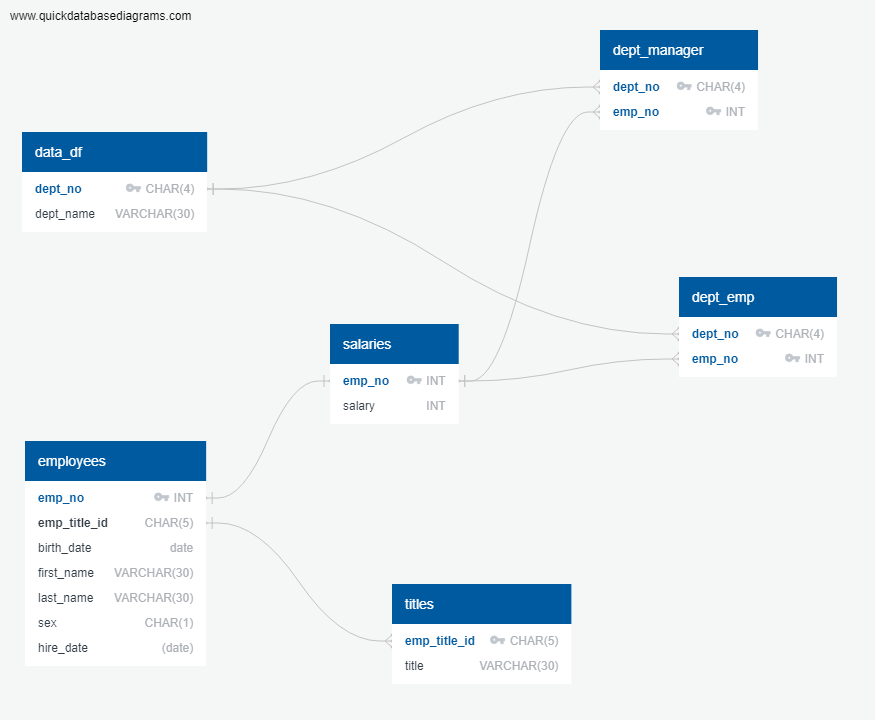 www.quickdatabasediagrams.com
dept_manager
dept_no CHAR(4)
emp_no INT
data_df
dept_no CHAR(4)
dept_name VARCHAR(30)
dept_emp
dept_no CHAR(4)
emp_no INT
salaries
emp_no INT
salary INT
employees
emp_no INT
emp_title_id CHAR(5)
birth_date date
first_name VARCHAR(30)
last_name VARCHAR(30)
sex CHAR(1)
hire_date (date)
titles
emp_title_id CHAR(5)
title VARCHAR(30)